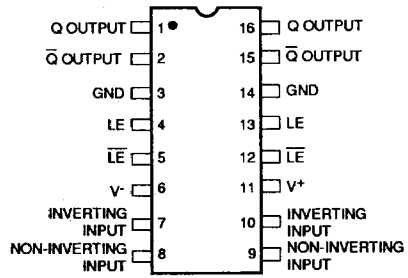 Q OUTPUT 1 16 Q OUTPUT
Q̅ OUTPUT 2 15 Q̅ OUTPUT
GND 3 14 GND
LE 4 13 LE
L̅E̅ 5 12 L̅E̅
V- 6 11 V+
INVERTING INPUT 7 10 INVERTING INPUT
NON-INVERTING INPUT 8 9 NON-INVERTING INPUT